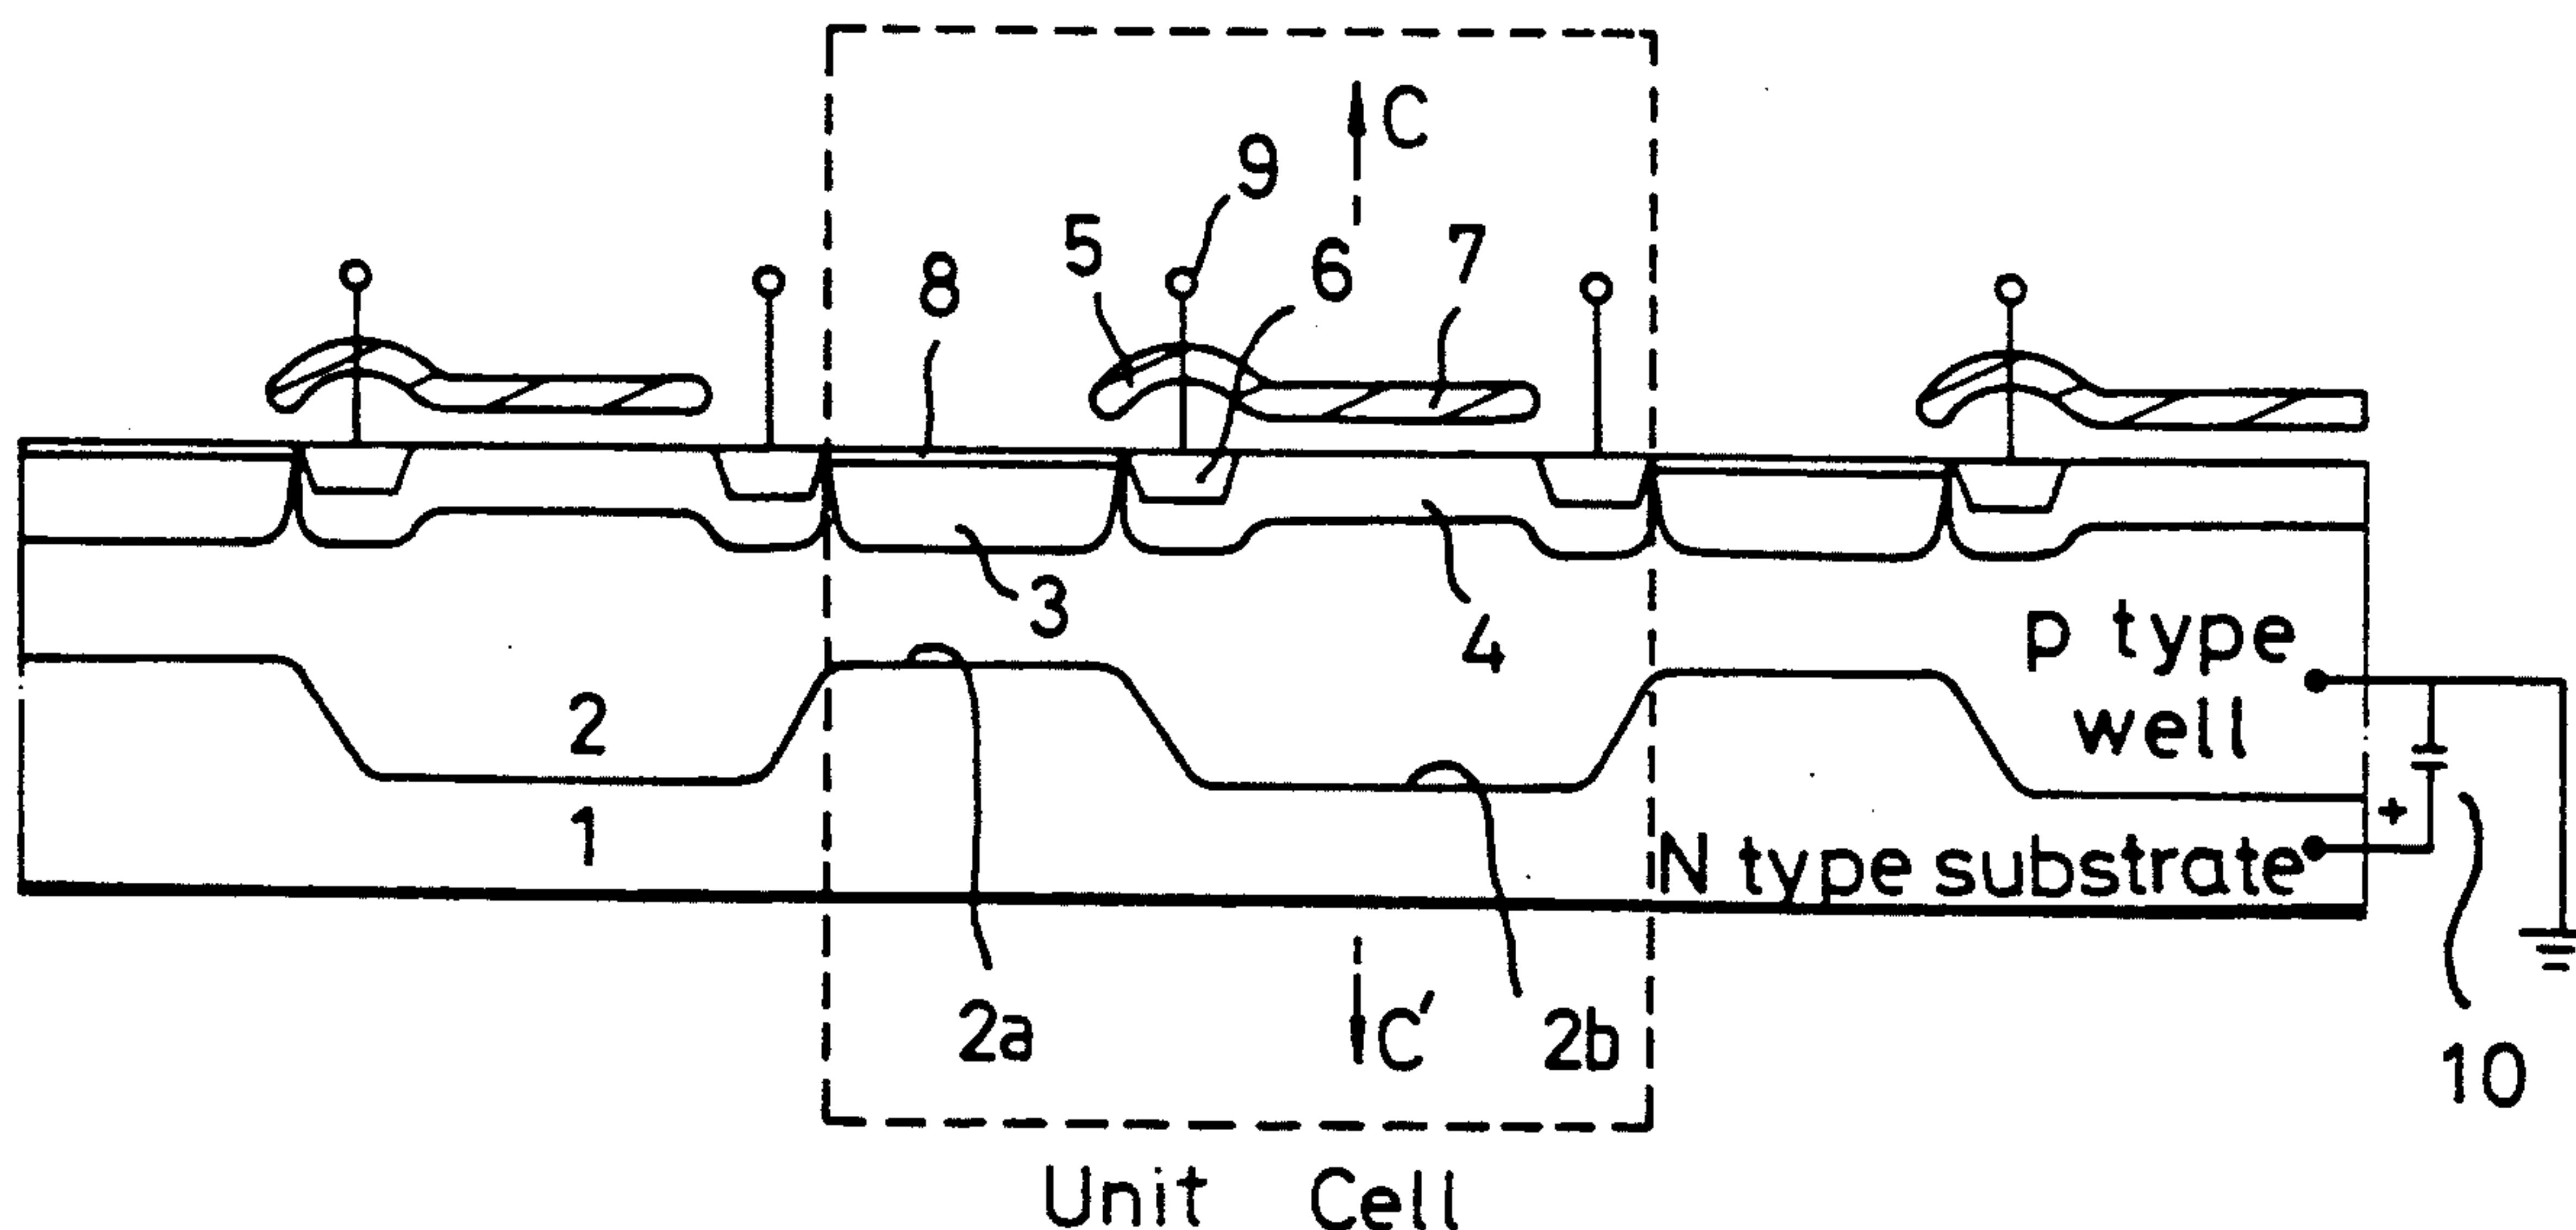 C
9
5
6
7
8
3
4
p type
well
2
1
+
N type substrate
2a
C'
2b
10
Unit Cell